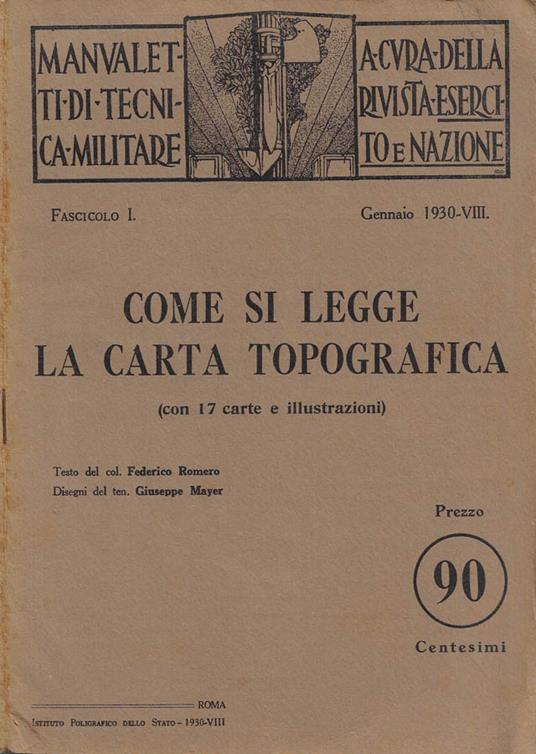 MANVALET-
TI·DI·TECNI-
CA·MILITARE
A·CVRA·DELLA
RIVISTA·ESERCI-
TO E NAZIONE
FASCICOLO I.
Gennaio 1930-VIII.
COME SI LEGGE
LA CARTA TOPOGRAFICA
(con 17 carte e illustrazioni)
Testo del col. Federico Romero
Disegni del ten. Giuseppe Mayer
Prezzo
90
Centesimi
ROMA
ISTITUTO POLIGRAFICO DELLO STATO - 1930-VIII